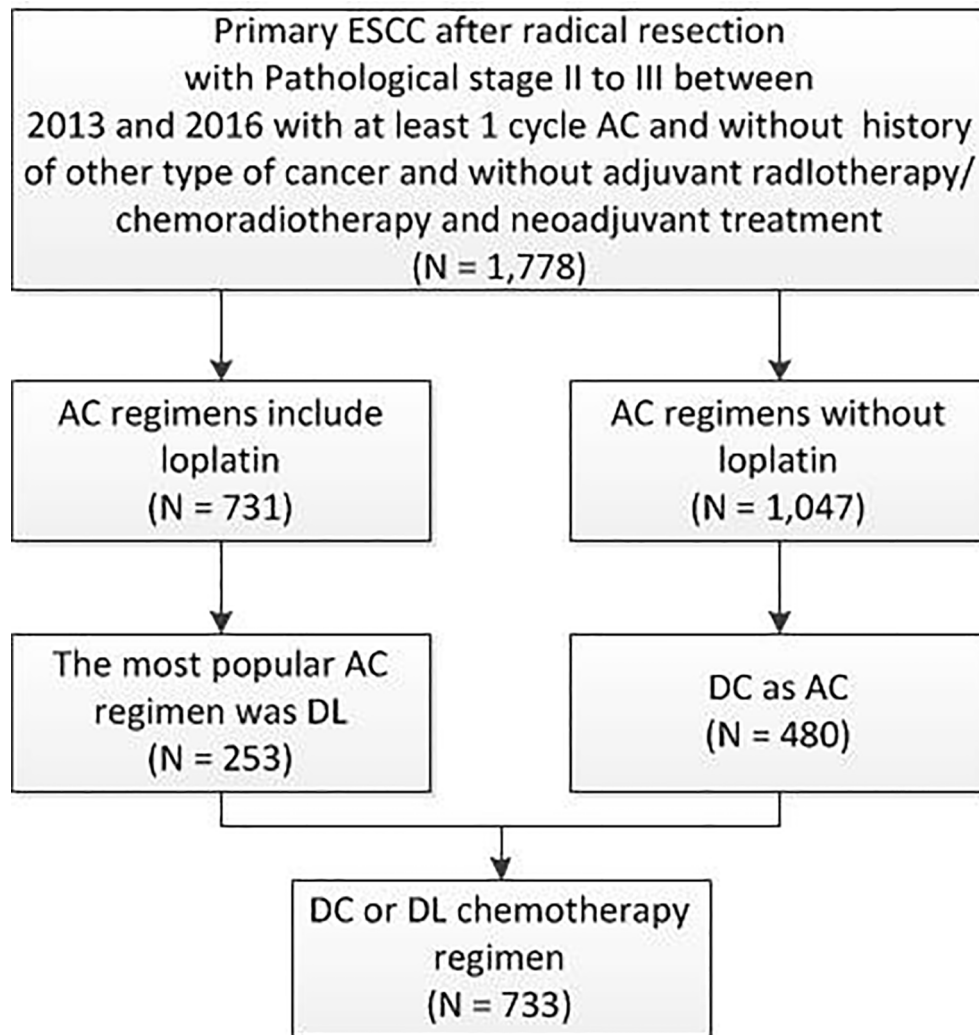 Primary ESCC after radical resection
with Pathological stage II to III between
2013 and 2016 with at least 1 cycle AC and without history
of other type of cancer and without adjuvant radlotherapy/
chemoradiotherapy and neoadjuvant treatment
(N = 1,778)
AC regimens include
loplatin
(N = 731)
AC regimens without
loplatin
(N = 1,047)
The most popular AC
regimen was DL
(N = 253)
DC as AC
(N = 480)
DC or DL chemotherapy
regimen
(N = 733)